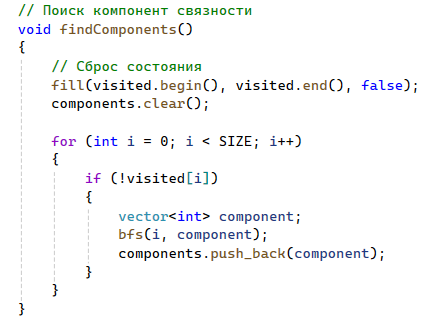 // Поиск компонент связности
void findComponents()
{
    // Сброс состояния
    fill(visited.begin(), visited.end(), false);
    components.clear();

    for (int i = 0; i < SIZE; i++)
    {
        if (!visited[i])
        {
            vector<int> component;
            bfs(i, component);
            components.push_back(component);
        }
    }
}